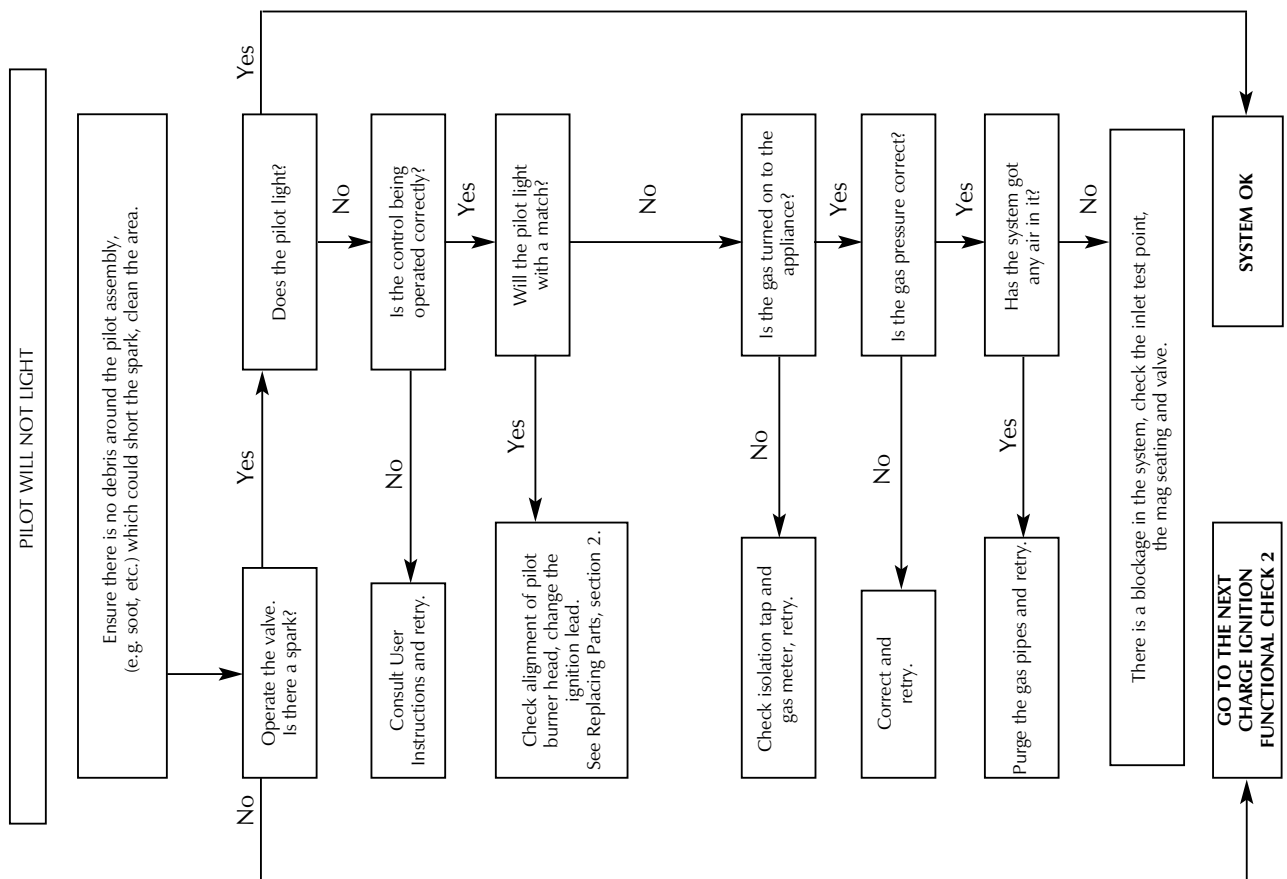 PILOT WILL NOT LIGHT
Ensure there is no debris around the pilot assembly,
(e.g. soot, etc.) which could short the spark, clean the area.
Operate the valve.
Is there a spark?
No
Yes
Does the pilot light?
Yes
No
Is the control being
operated correctly?
No
Consult User
Instructions and retry.
Yes
Will the pilot light
with a match?
Yes
Check alignment of pilot
burner head, change the
ignition lead.
See Replacing Parts, section 2.
No
Is the gas turned on to the
appliance?
No
Check isolation tap and
gas meter, retry.
Yes
Is the gas pressure correct?
No
Correct and
retry.
Yes
Has the system got
any air in it?
Yes
Purge the gas pipes and retry.
No
There is a blockage in the system, check the inlet test point,
the mag seating and valve.
GO TO THE NEXT
CHARGE IGNITION
FUNCTIONAL CHECK 2
SYSTEM OK